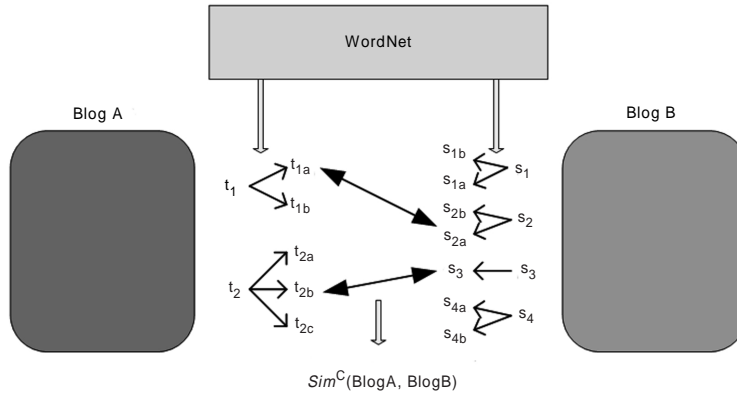 WordNet
Blog A
Blog B
t1
t1a
t1b
t2
t2a
t2b
t2c
s1b
s1a
s1
s2b
s2a
s2
s3
s3
s4a
s4b
s4
Sim^C(BlogA, BlogB)